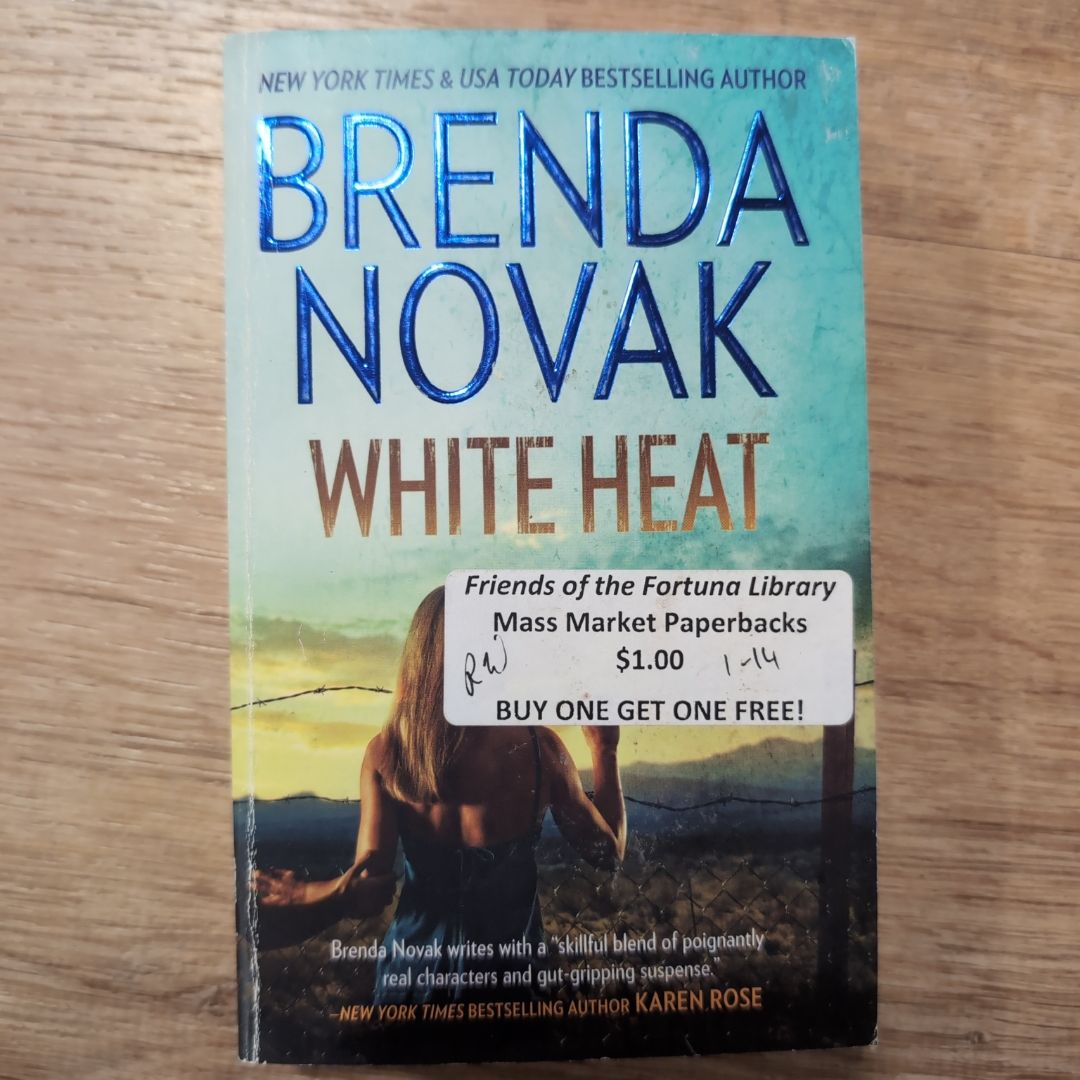 NEW YORK TIMES & USA TODAY BESTSELLING AUTHOR
BRENDA
NOVAK
WHITE HEAT
Friends of the Fortuna Library
Mass Market Paperbacks
RW $1.00 1-14
BUY ONE GET ONE FREE!
Brenda Novak writes with a "skillful blend of poignantly
real characters and gut-gripping suspense."
—NEW YORK TIMES BESTSELLING AUTHOR KAREN ROSE